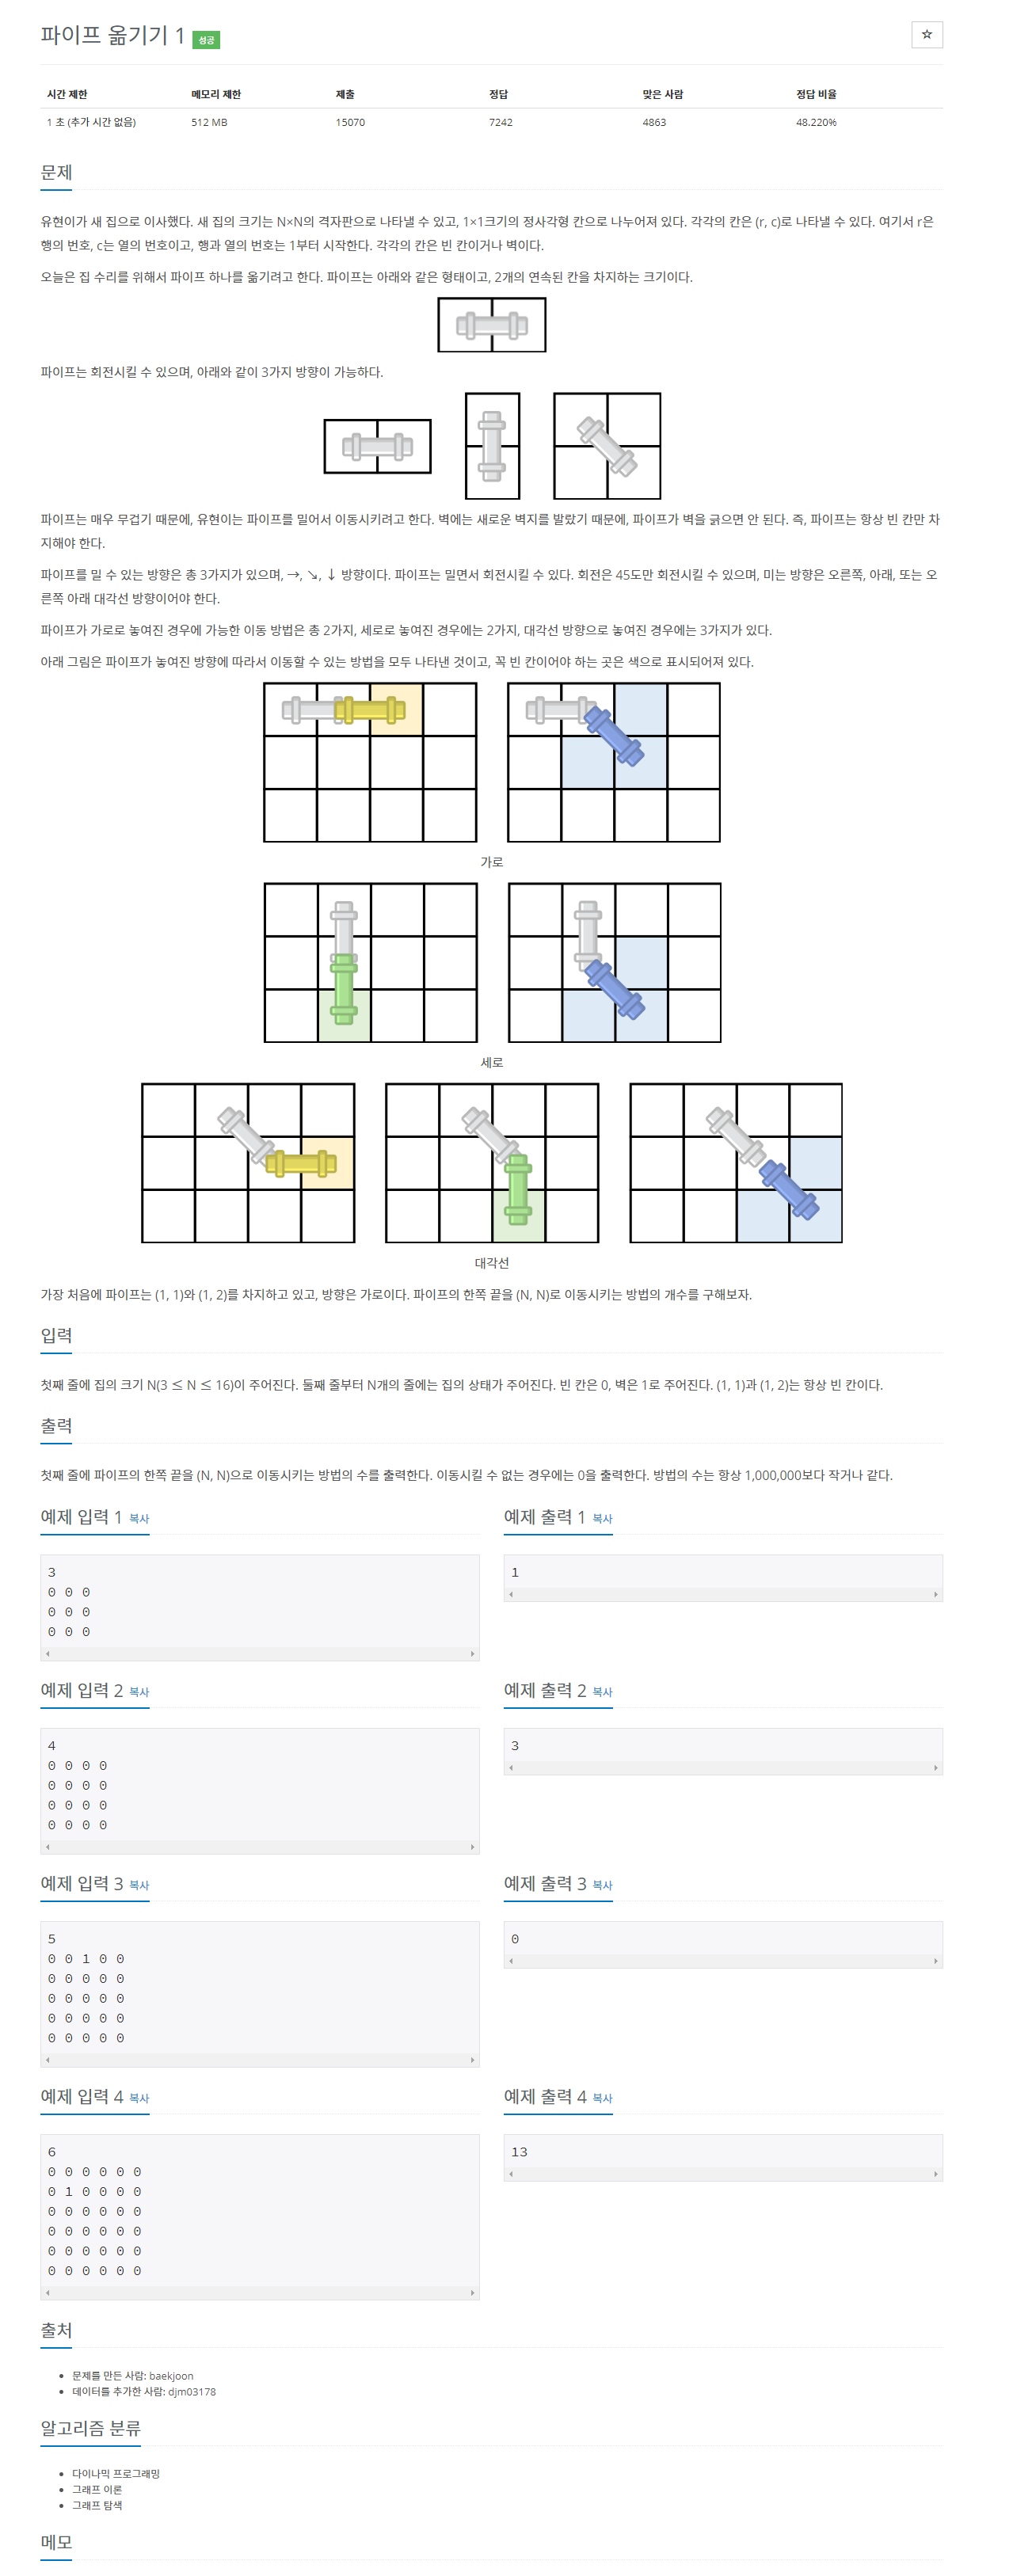 파이프 옮기기 1 성공
☆
시간 제한 메모리 제한 제출 정답 맞은 사람 정답 비율
1 초 (추가 시간 없음) 512 MB 15070 7242 4863 48.220%
문제
유현이가 새 집으로 이사했다. 새 집의 크기는 N×N의 격자판으로 나타낼 수 있고, 1×1크기의 정사각형 칸으로 나누어져 있다. 각각의 칸은 (r, c)로 나타낼 수 있다. 여기서 r은
행의 번호, c는 열의 번호이고, 행과 열의 번호는 1부터 시작한다. 각각의 칸은 빈 칸이거나 벽이다.
오늘은 집 수리를 위해서 파이프 하나를 옮기려고 한다. 파이프는 아래와 같은 형태이고, 2개의 연속된 칸을 차지하는 크기이다.
파이프는 회전시킬 수 있으며, 아래와 같이 3가지 방향이 가능하다.
파이프는 매우 무겁기 때문에, 유현이는 파이프를 밀어서 이동시키려고 한다. 벽에는 새로운 벽지를 발랐기 때문에, 파이프가 벽을 긁으면 안 된다. 즉, 파이프는 항상 빈 칸만 차
지해야 한다.
파이프를 밀 수 있는 방향은 총 3가지가 있으며, →, ↘, ↓ 방향이다. 파이프는 밀면서 회전시킬 수 있다. 회전은 45도만 회전시킬 수 있으며, 미는 방향은 오른쪽, 아래, 또는 오
른쪽 아래 대각선 방향이어야 한다.
파이프가 가로로 놓여진 경우에 가능한 이동 방법은 총 2가지, 세로로 놓여진 경우에는 2가지, 대각선 방향으로 놓여진 경우에는 3가지가 있다.
아래 그림은 파이프가 놓여진 방향에 따라서 이동할 수 있는 방법을 모두 나타낸 것이고, 꼭 빈 칸이어야 하는 곳은 색으로 표시되어져 있다.
가로
세로
대각선
가장 처음에 파이프는 (1, 1)와 (1, 2)를 차지하고 있고, 방향은 가로이다. 파이프의 한쪽 끝을 (N, N)로 이동시키는 방법의 개수를 구해보자.
입력
첫째 줄에 집의 크기 N(3 ≤ N ≤ 16)이 주어진다. 둘째 줄부터 N개의 줄에는 집의 상태가 주어진다. 빈 칸은 0, 벽은 1로 주어진다. (1, 1)과 (1, 2)는 항상 빈 칸이다.
출력
첫째 줄에 파이프의 한쪽 끝을 (N, N)으로 이동시키는 방법의 수를 출력한다. 이동시킬 수 없는 경우에는 0을 출력한다. 방법의 수는 항상 1,000,000보다 작거나 같다.
예제 입력 1 복사
3
0 0 0
0 0 0
0 0 0
예제 출력 1 복사
1
예제 입력 2 복사
4
0 0 0 0
0 0 0 0
0 0 0 0
0 0 0 0
예제 출력 2 복사
3
예제 입력 3 복사
5
0 0 1 0 0
0 0 0 0 0
0 0 0 0 0
0 0 0 0 0
0 0 0 0 0
예제 출력 3 복사
0
예제 입력 4 복사
6
0 0 0 0 0 0
0 1 0 0 0 0
0 0 0 0 0 0
0 0 0 0 0 0
0 0 0 0 0 0
0 0 0 0 0 0
예제 출력 4 복사
13
출처
문제를 만든 사람: baekjoon
데이터를 추가한 사람: djm03178
알고리즘 분류
다이나믹 프로그래밍
그래프 이론
그래프 탐색
메모